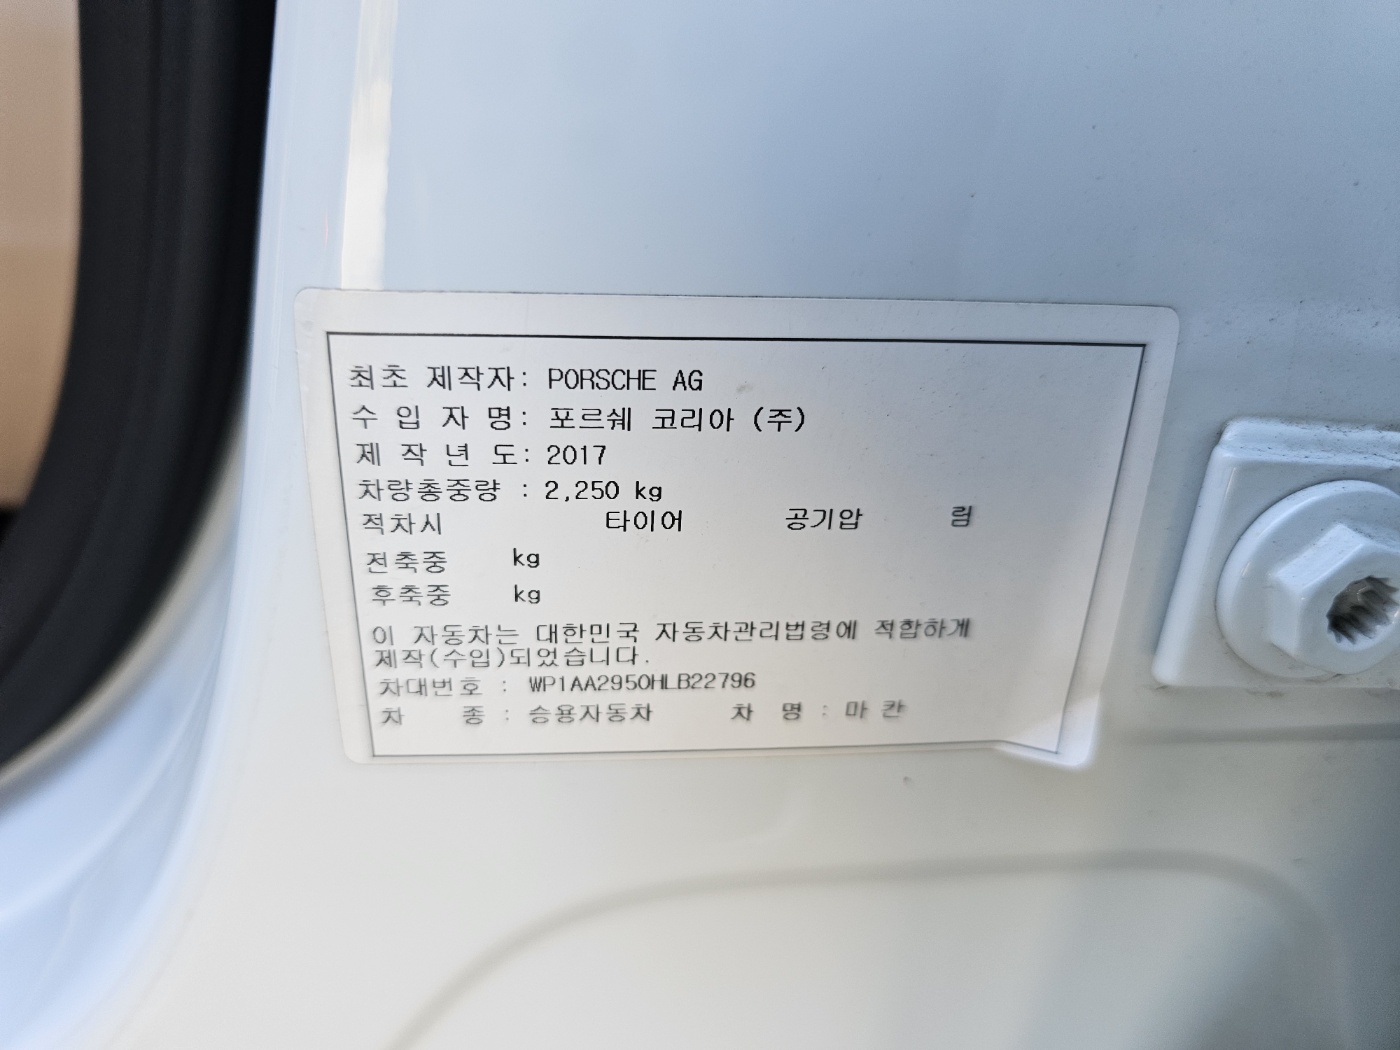 최초 제작자: PORSCHE AG
수 입 자 명: 포르쉐 코리아 (주)
제 작 년 도: 2017
차량총중량 : 2,250 kg
적차시 타이어 공기압 림
전축중 kg
후축중 kg
이 자동차는 대한민국 자동차관리법령에 적합하게
제작(수입)되었습니다.
차대번호 : WP1AA2950HLB22796
차 종 : 승용자동차 차 명 : 마칸